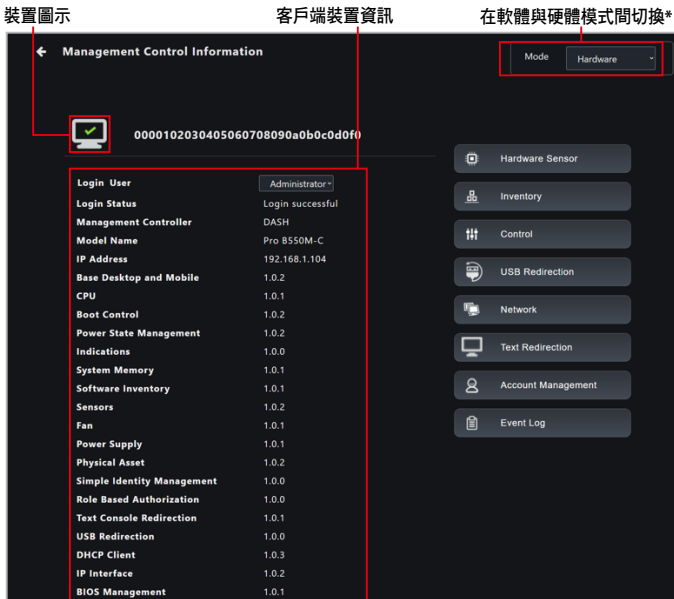 裝置圖示 客戶端裝置資訊 在軟體與硬體模式間切換*
Management Control Information
Mode Hardware
000010203040506070​8090a0b0c0d0f0
Hardware Sensor
Inventory
Control
USB Redirection
Network
Text Redirection
Account Management
Event Log
Login User Administrator
Login Status Login successful
Management Controller DASH
Model Name Pro B550M-C
IP Address 192.168.1.104
Base Desktop and Mobile 1.0.2
CPU 1.0.1
Boot Control 1.0.2
Power State Management 1.0.2
Indications 1.0.0
System Memory 1.0.1
Software Inventory 1.0.1
Sensors 1.0.2
Fan 1.0.1
Power Supply 1.0.1
Physical Asset 1.0.2
Simple Identity Management 1.0.0
Role Based Authorization 1.0.0
Text Console Redirection 1.0.1
USB Redirection 1.0.0
DHCP Client 1.0.3
IP Interface 1.0.2
BIOS Management 1.0.1